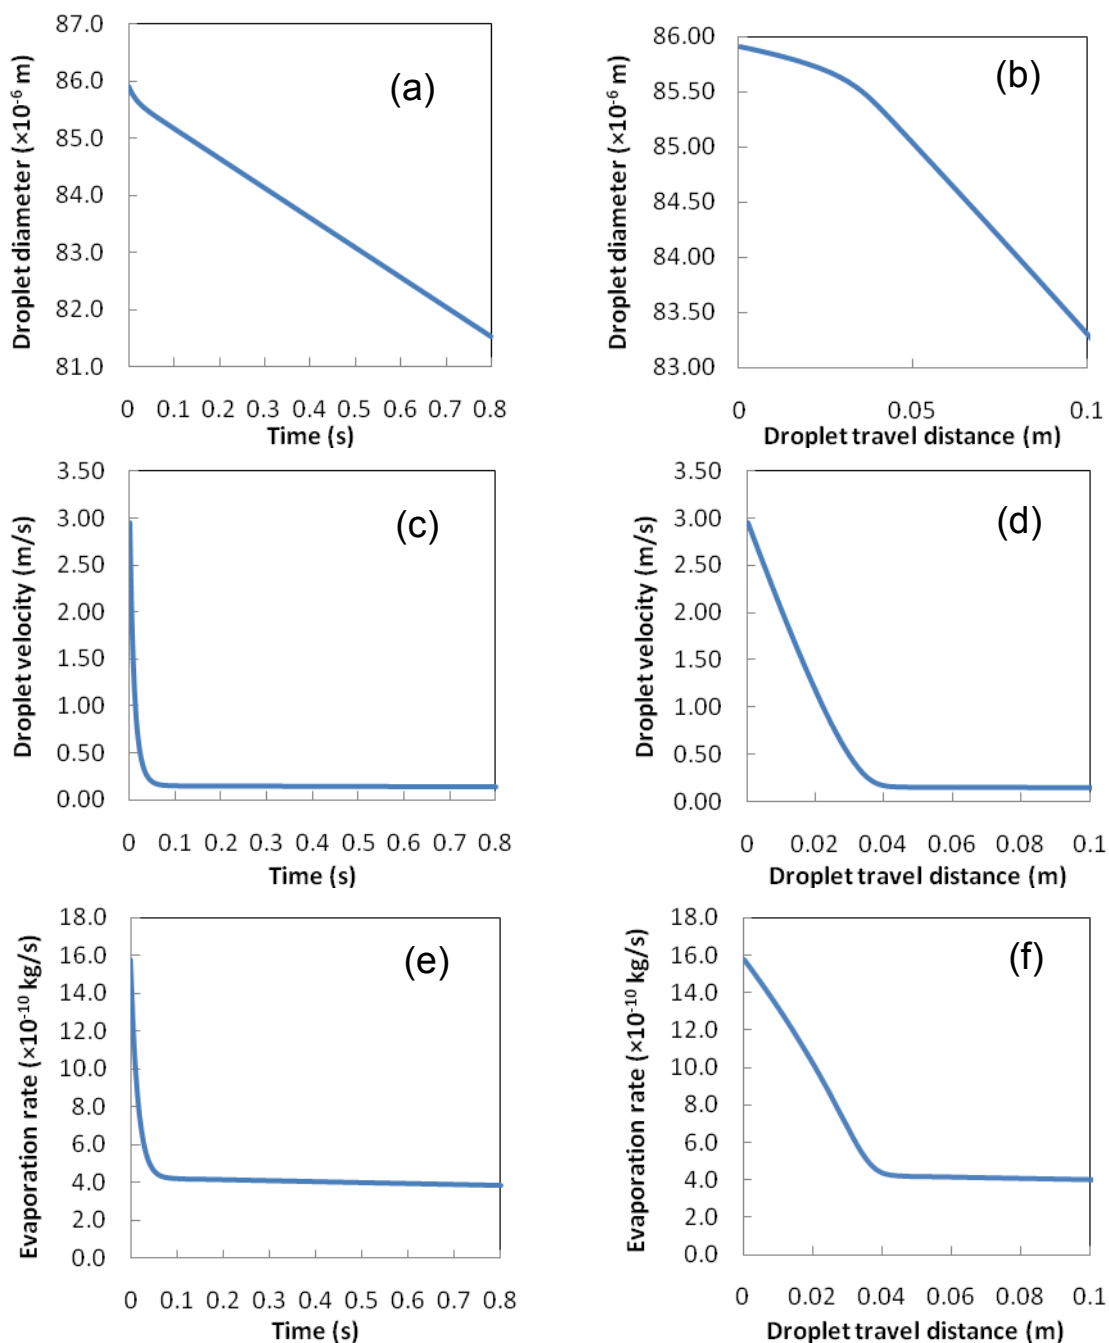 Droplet diameter (×10⁻⁶ m)
87.0
86.0
85.0
84.0
83.0
82.0
81.0
(a)
0 0.1 0.2 0.3 0.4 0.5 0.6 0.7 0.8
Time (s)
Droplet diameter (×10⁻⁶ m)
86.00
85.50
85.00
84.50
84.00
83.50
83.00
(b)
0 0.05 0.1
Droplet travel distance (m)
Droplet velocity (m/s)
3.50
3.00
2.50
2.00
1.50
1.00
0.50
0.00
(c)
0 0.1 0.2 0.3 0.4 0.5 0.6 0.7 0.8
Time (s)
Droplet velocity (m/s)
3.50
3.00
2.50
2.00
1.50
1.00
0.50
0.00
(d)
0 0.02 0.04 0.06 0.08 0.1
Droplet travel distance (m)
Evaporation rate (×10⁻¹⁰ kg/s)
18.0
16.0
14.0
12.0
10.0
8.0
6.0
4.0
2.0
0.0
(e)
0 0.1 0.2 0.3 0.4 0.5 0.6 0.7 0.8
Time (s)
Evaporation rate (×10⁻¹⁰ kg/s)
18.0
16.0
14.0
12.0
10.0
8.0
6.0
4.0
2.0
0.0
(f)
0 0.02 0.04 0.06 0.08 0.1
Droplet travel distance (m)